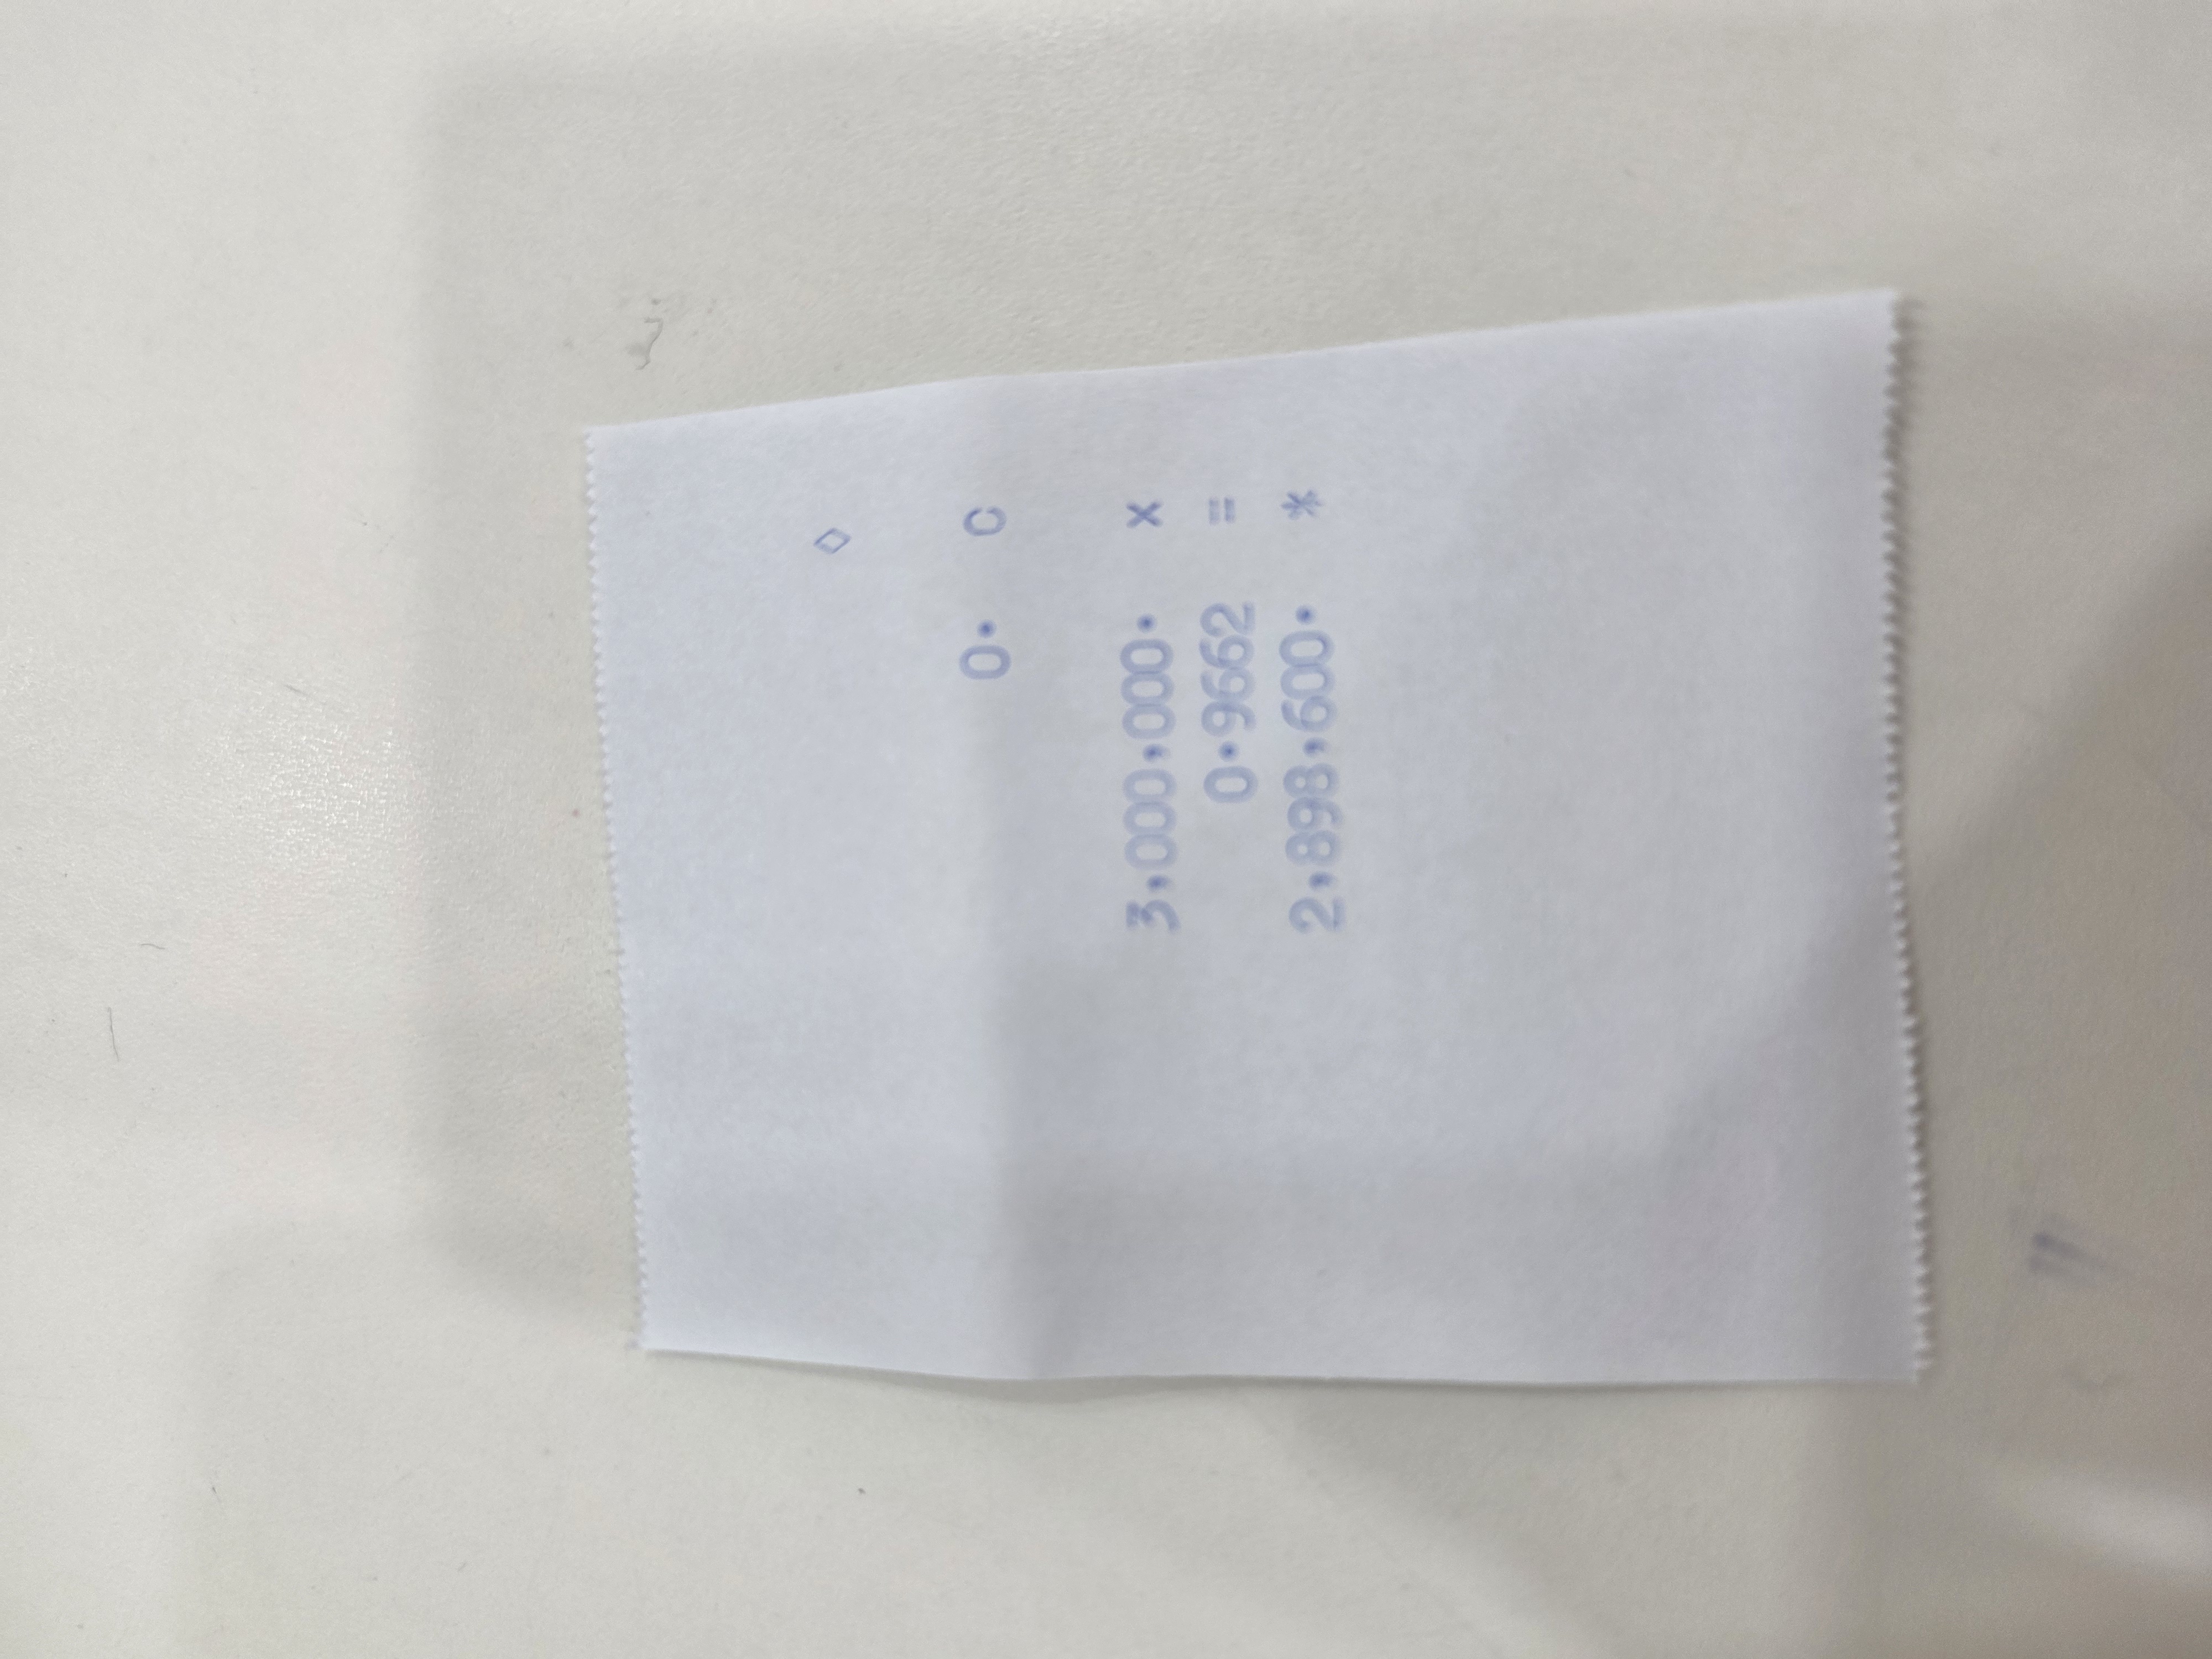 ◇
0. C
3,000,000. x
0.9662 =
2,898,600. *